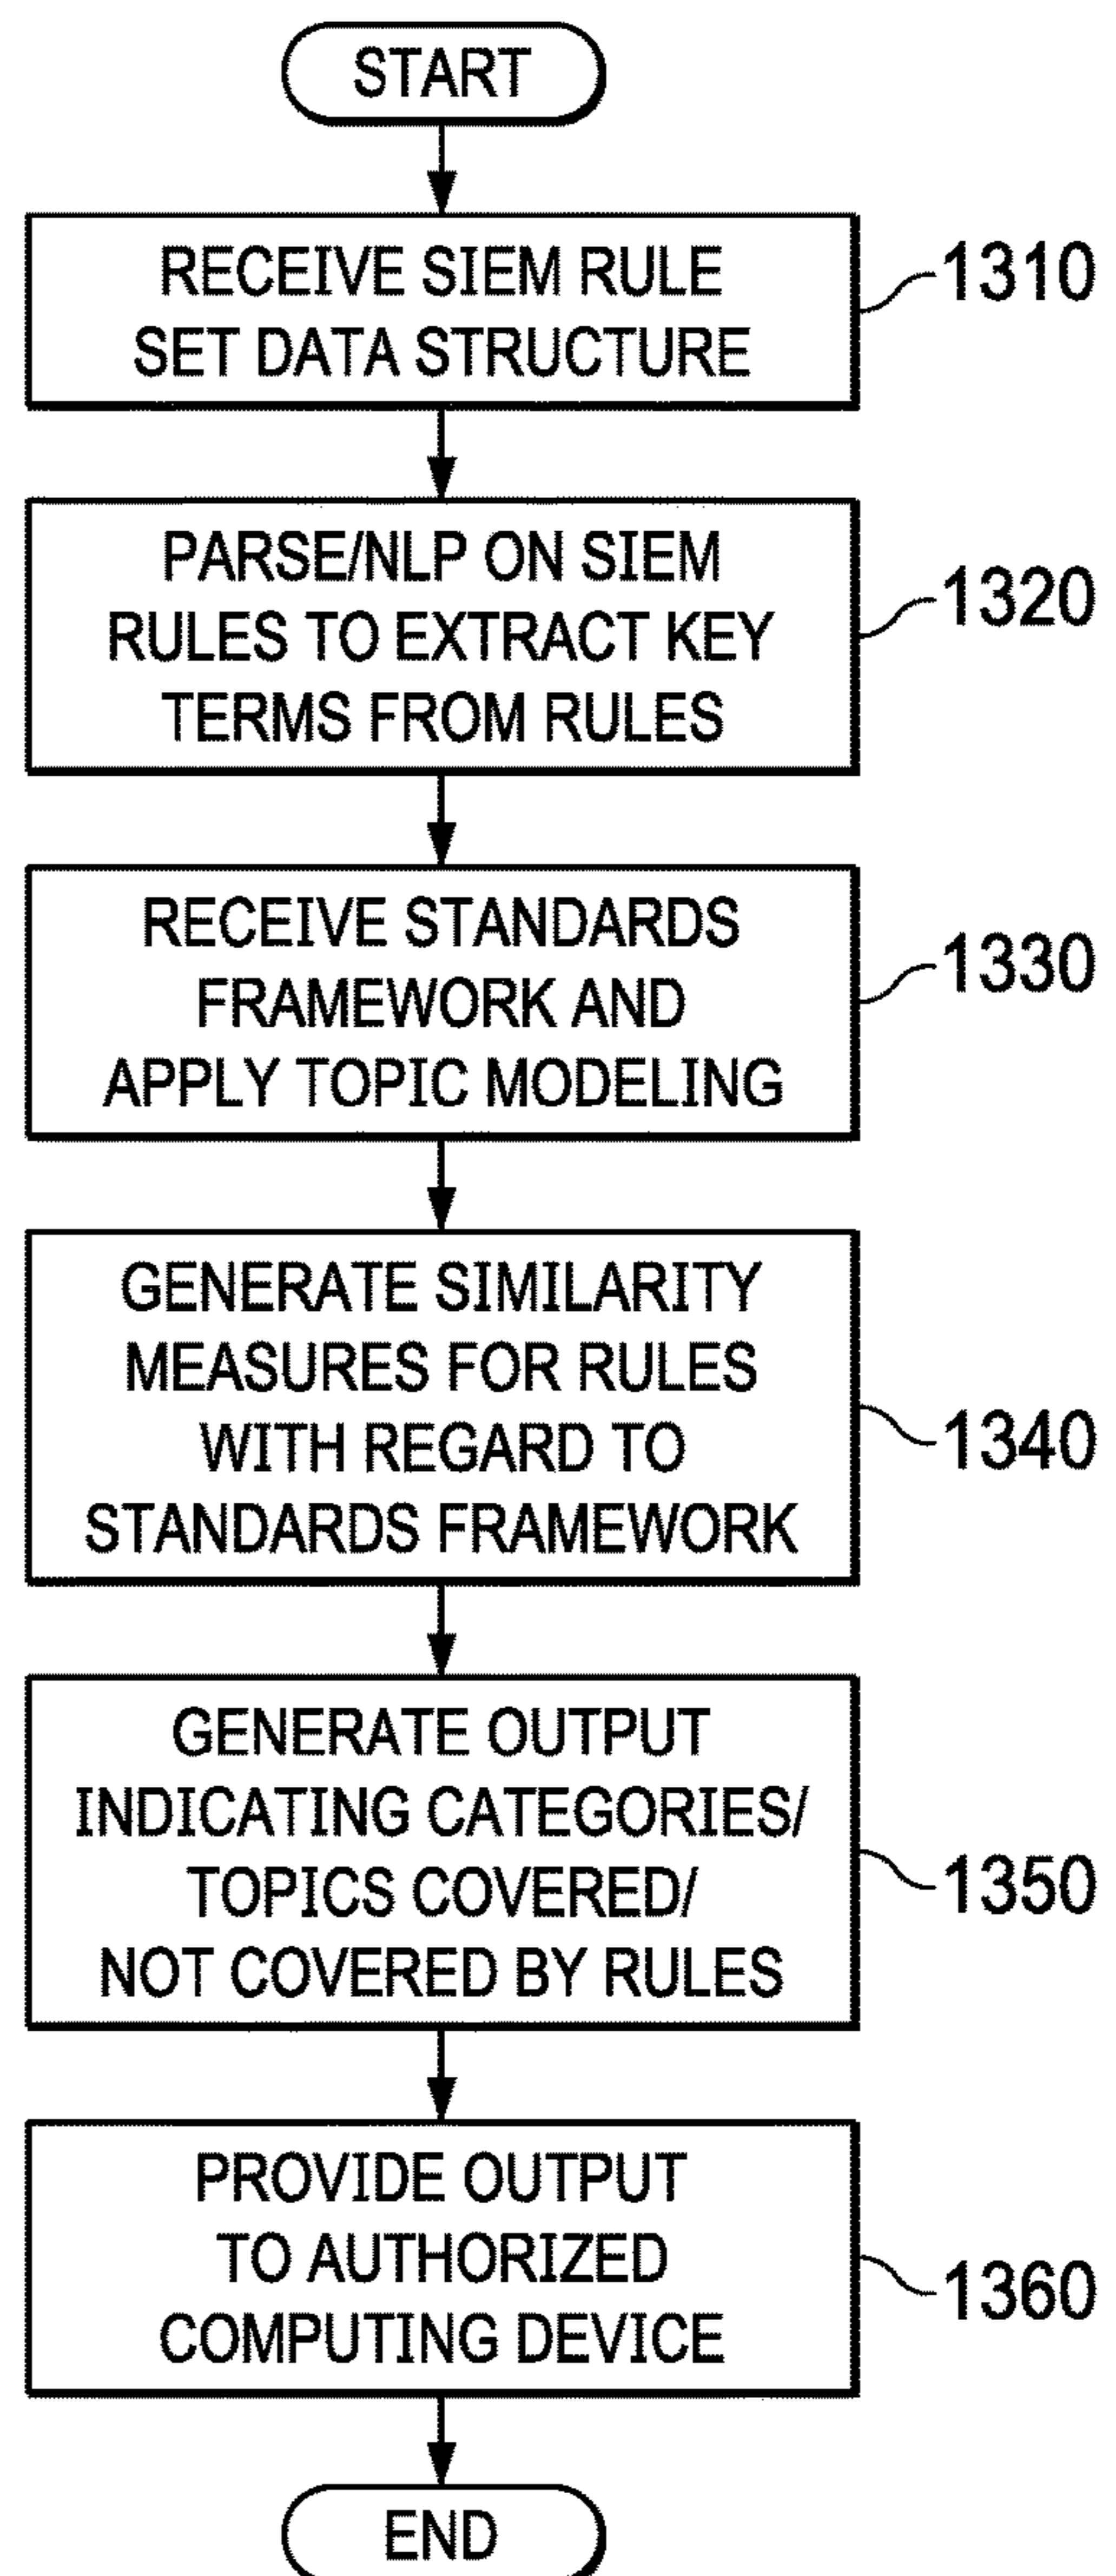 START
RECEIVE SIEM RULE
SET DATA STRUCTURE
1310
PARSE/NLP ON SIEM
RULES TO EXTRACT KEY
TERMS FROM RULES
1320
RECEIVE STANDARDS
FRAMEWORK AND
APPLY TOPIC MODELING
1330
GENERATE SIMILARITY
MEASURES FOR RULES
WITH REGARD TO
STANDARDS FRAMEWORK
1340
GENERATE OUTPUT
INDICATING CATEGORIES/
TOPICS COVERED/
NOT COVERED BY RULES
1350
PROVIDE OUTPUT
TO AUTHORIZED
COMPUTING DEVICE
1360
END